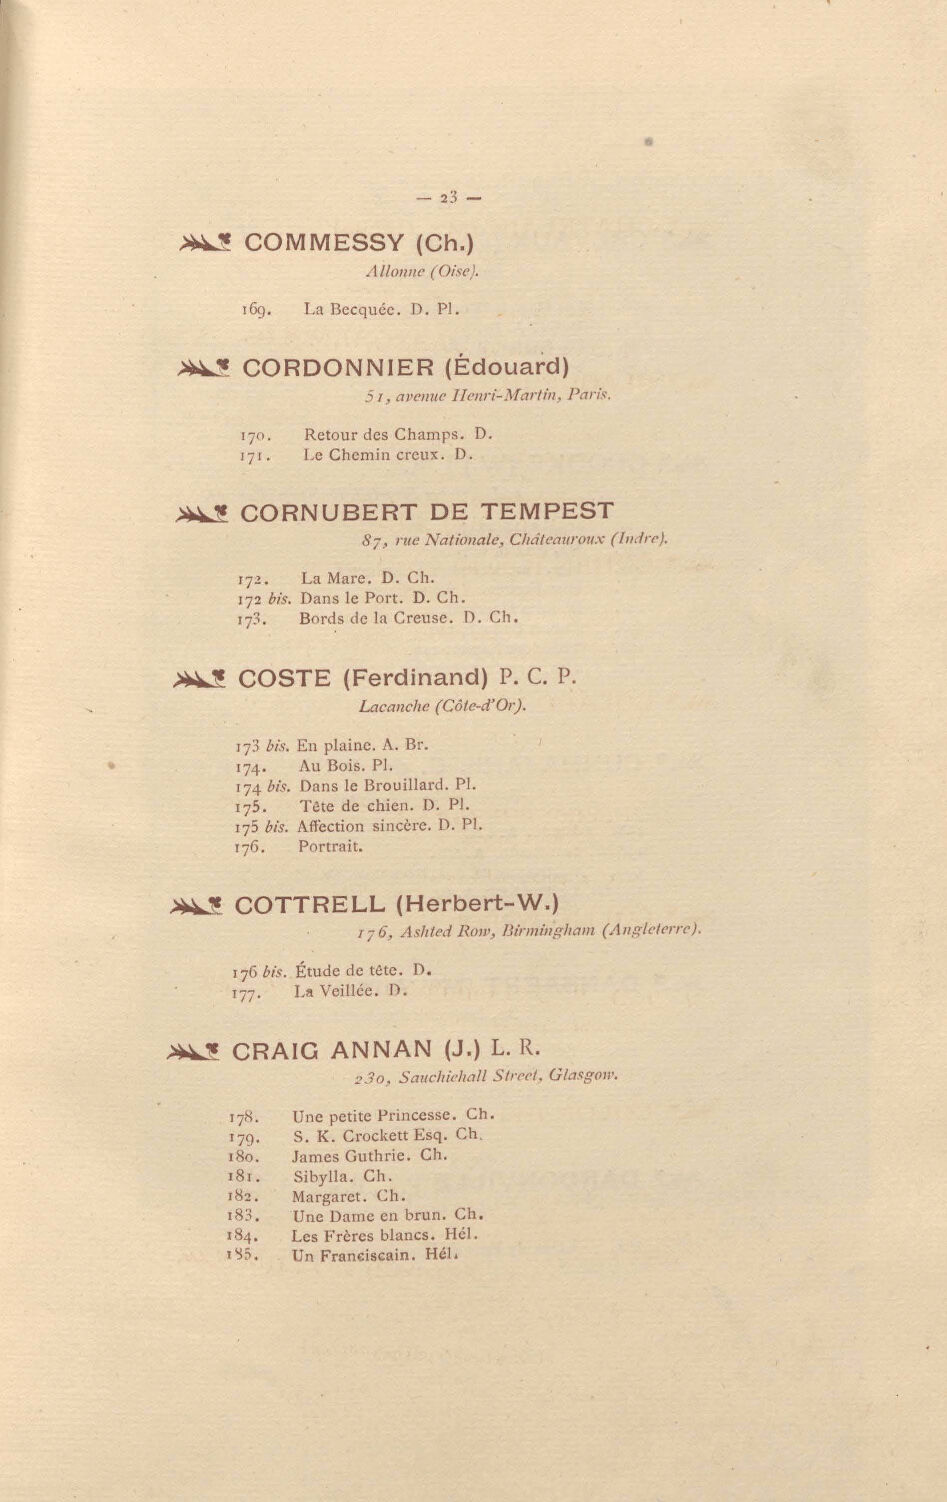 — 23 —
COMMESSY (Ch.)
Allonne (Oise).
169. La Becquée. D. Pl.
CORDONNIER (Édouard)
51, avenue Henri-Martin, Paris.
170. Retour des Champs. D.
171. Le Chemin creux. D.
CORNUBERT DE TEMPEST
87, rue Nationale, Châteauroux (Indre).
172. La Mare. D. Ch.
172 bis. Dans le Port. D. Ch.
173. Bords de la Creuse. D. Ch.
COSTE (Ferdinand) P. C. P.
Lacanche (Côte-d'Or).
173 bis. En plaine. A. Br.
174. Au Bois. Pl.
174 bis. Dans le Brouillard. Pl.
175. Tête de chien. D. Pl.
175 bis. Affection sincère. D. Pl.
176. Portrait.
COTTRELL (Herbert-W.)
176, Ashted Row, Birmingham (Angleterre).
176 bis. Étude de tête. D.
177. La Veillée. D.
CRAIG ANNAN (J.) L. R.
230, Sauchiehall Street, Glasgow.
178. Une petite Princesse. Ch.
179. S. K. Crockett Esq. Ch.
180. James Guthrie. Ch.
181. Sibylla. Ch.
182. Margaret. Ch.
183. Une Dame en brun. Ch.
184. Les Frères blancs. Hél.
185. Un Franciscain. Hél.